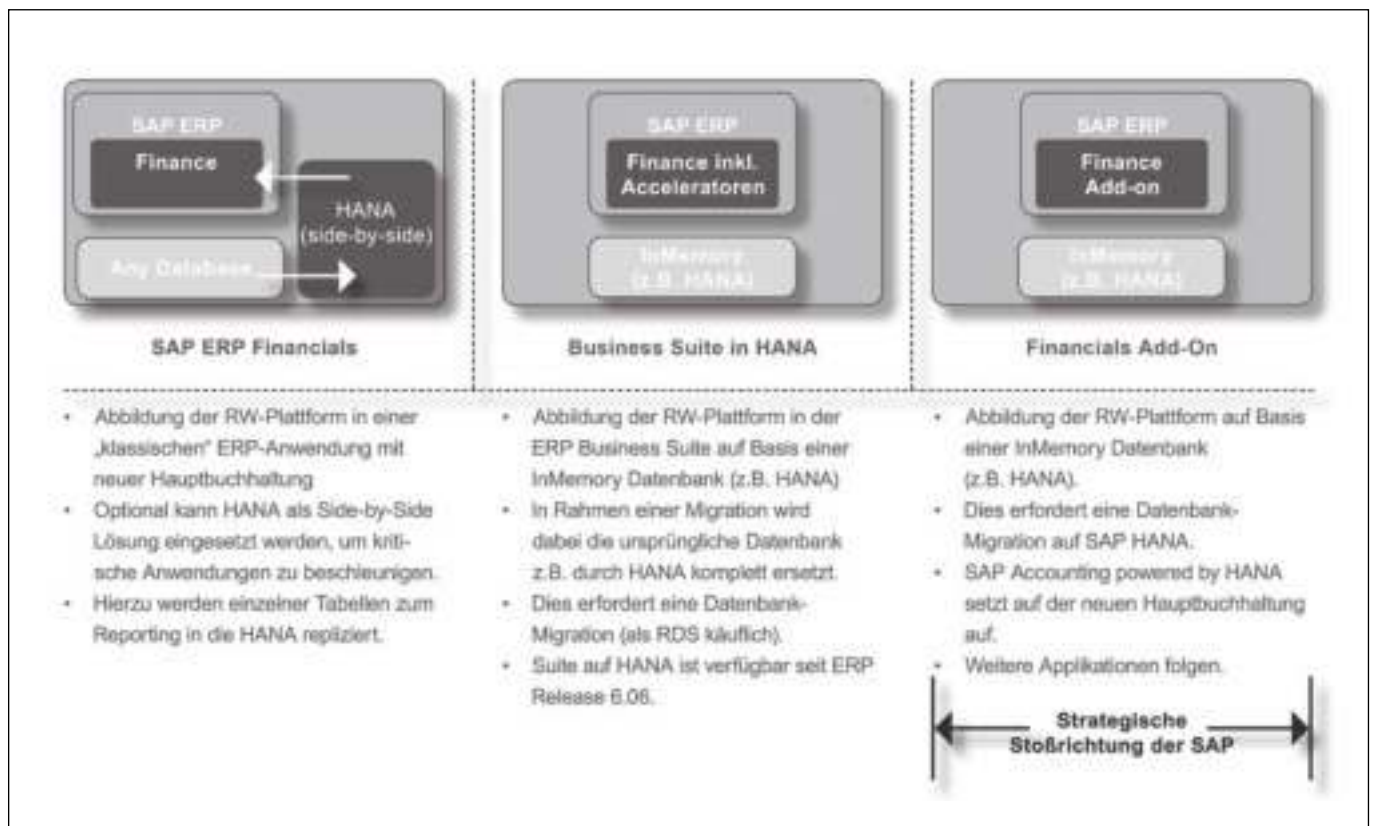 SAP ERP
Finance
HANA
(side-by-side)
Any Database
SAP ERP Financials
• Abbildung der RW-Plattform in einer
„klassischen" ERP-Anwendung mit
neuer Hauptbuchhaltung
• Optional kann HANA als Side-by-Side
Lösung eingesetzt werden, um kriti-
sche Anwendungen zu beschleunigen.
• Hierzu werden einzelner Tabellen zum
Reporting in die HANA repliziert.
SAP ERP
Finance inkl.
Acceleratoren
InMemory
(z.B. HANA)
Business Suite in HANA
• Abbildung der RW-Plattform in der
ERP Business Suite auf Basis einer
InMemory Datenbank (z.B. HANA)
• In Rahmen einer Migration wird
dabei die ursprüngliche Datenbank
z.B. durch HANA komplett ersetzt.
• Dies erfordert eine Datenbank-
Migration (als RDS käuflich).
• Suite auf HANA ist verfügbar seit ERP
Release 6.06.
SAP ERP
Finance
Add-on
InMemory
(z.B. HANA)
Financials Add-On
• Abbildung der RW-Plattform auf Basis
einer InMemory Datenbank
(z.B. HANA).
• Dies erfordert eine Datenbank-
Migration auf SAP HANA.
• SAP Accounting powered by HANA
setzt auf der neuen Hauptbuchhaltung
auf.
• Weitere Applikationen folgen.
Strategische
Stoßrichtung der SAP